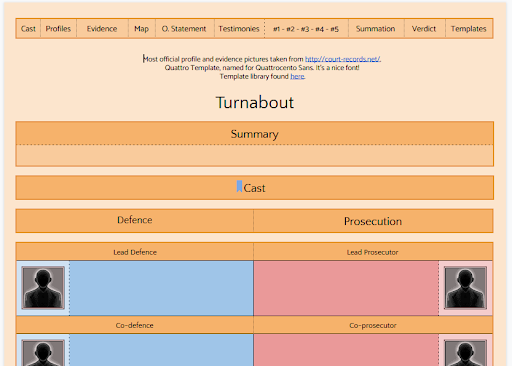 Cast Profiles Evidence Map O. Statement Testimonies #1 - #2 - #3 - #4 - #5 Summation Verdict Templates
Most official profile and evidence pictures taken from http://court-records.net/.
Quattro Template, named for Quattrocento Sans. It's a nice font!
Template library found here.
Turnabout
Summary
Cast
Defence Prosecution
Lead Defence Lead Prosecutor
Co-defence Co-prosecutor